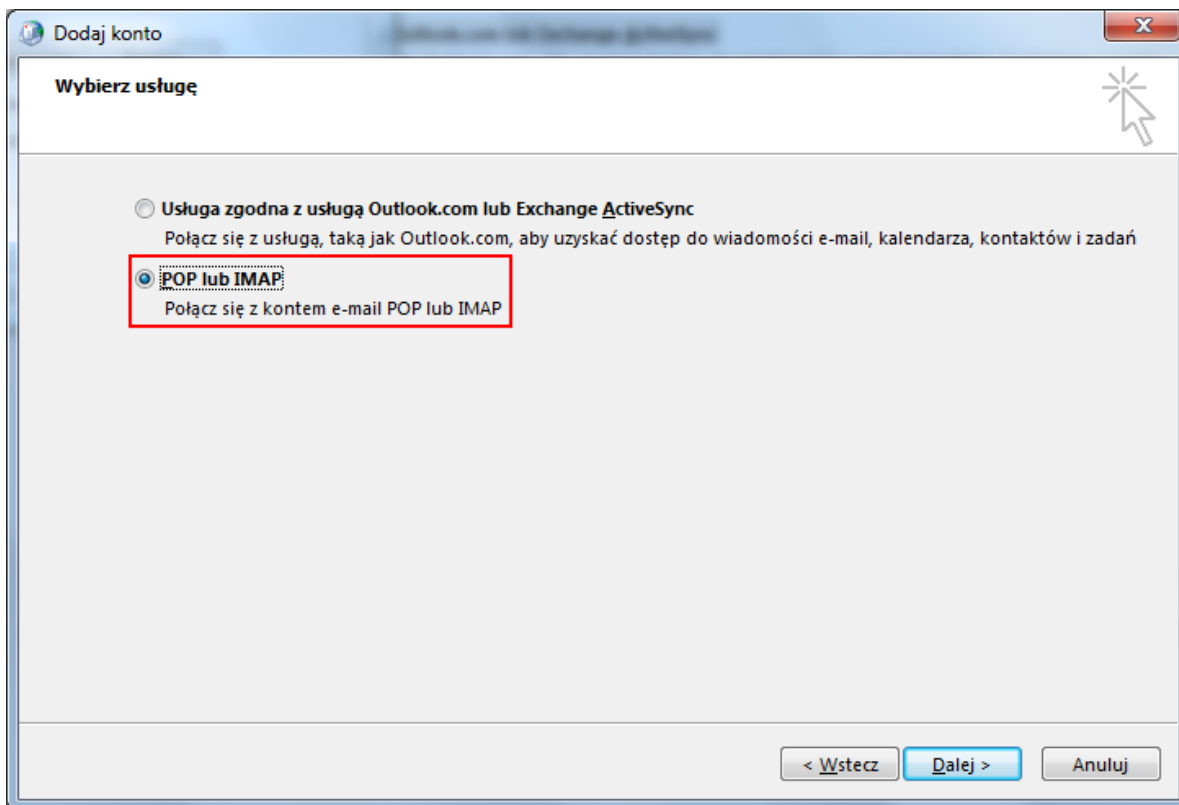 Dodaj konto
Wybierz usługę
Usługa zgodna z usługą Outlook.com lub Exchange ActiveSync
Połącz się z usługą, taką jak Outlook.com, aby uzyskać dostęp do wiadomości e-mail, kalendarza, kontaktów i zadań
POP lub IMAP
Połącz się z kontem e-mail POP lub IMAP
< Wstecz
Dalej >
Anuluj